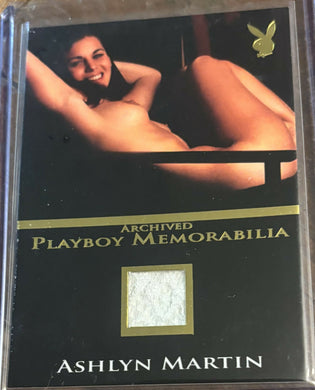 ARCHIVED
PLAYBOY MEMORABILIA
ASHLYN MARTIN